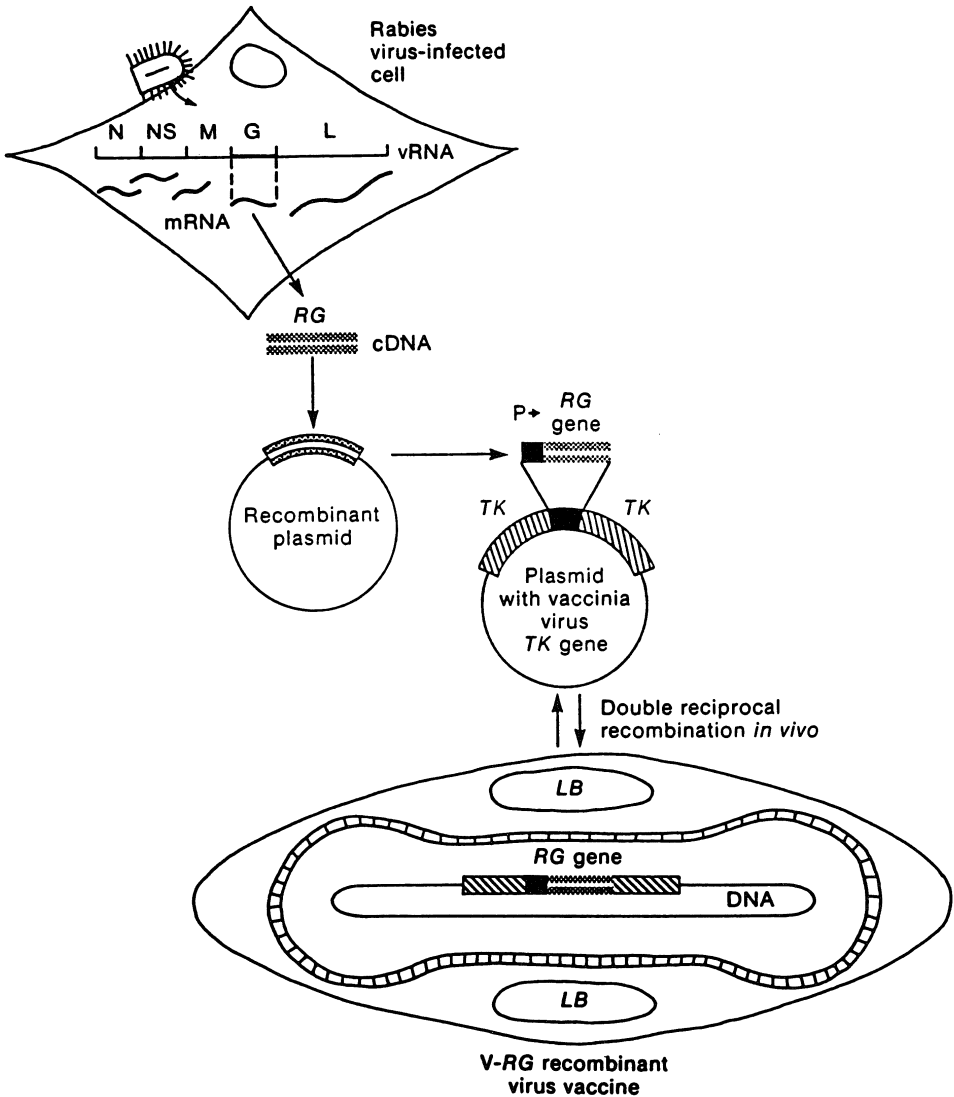 Rabies
virus-infected
cell
N NS M G L
vRNA
mRNA
RG
cDNA
P
RG
gene
TK TK
Recombinant
plasmid
Plasmid
with vaccinia
virus
TK gene
Double reciprocal
recombination in vivo
LB
RG gene
DNA
LB
V-RG recombinant
virus vaccine